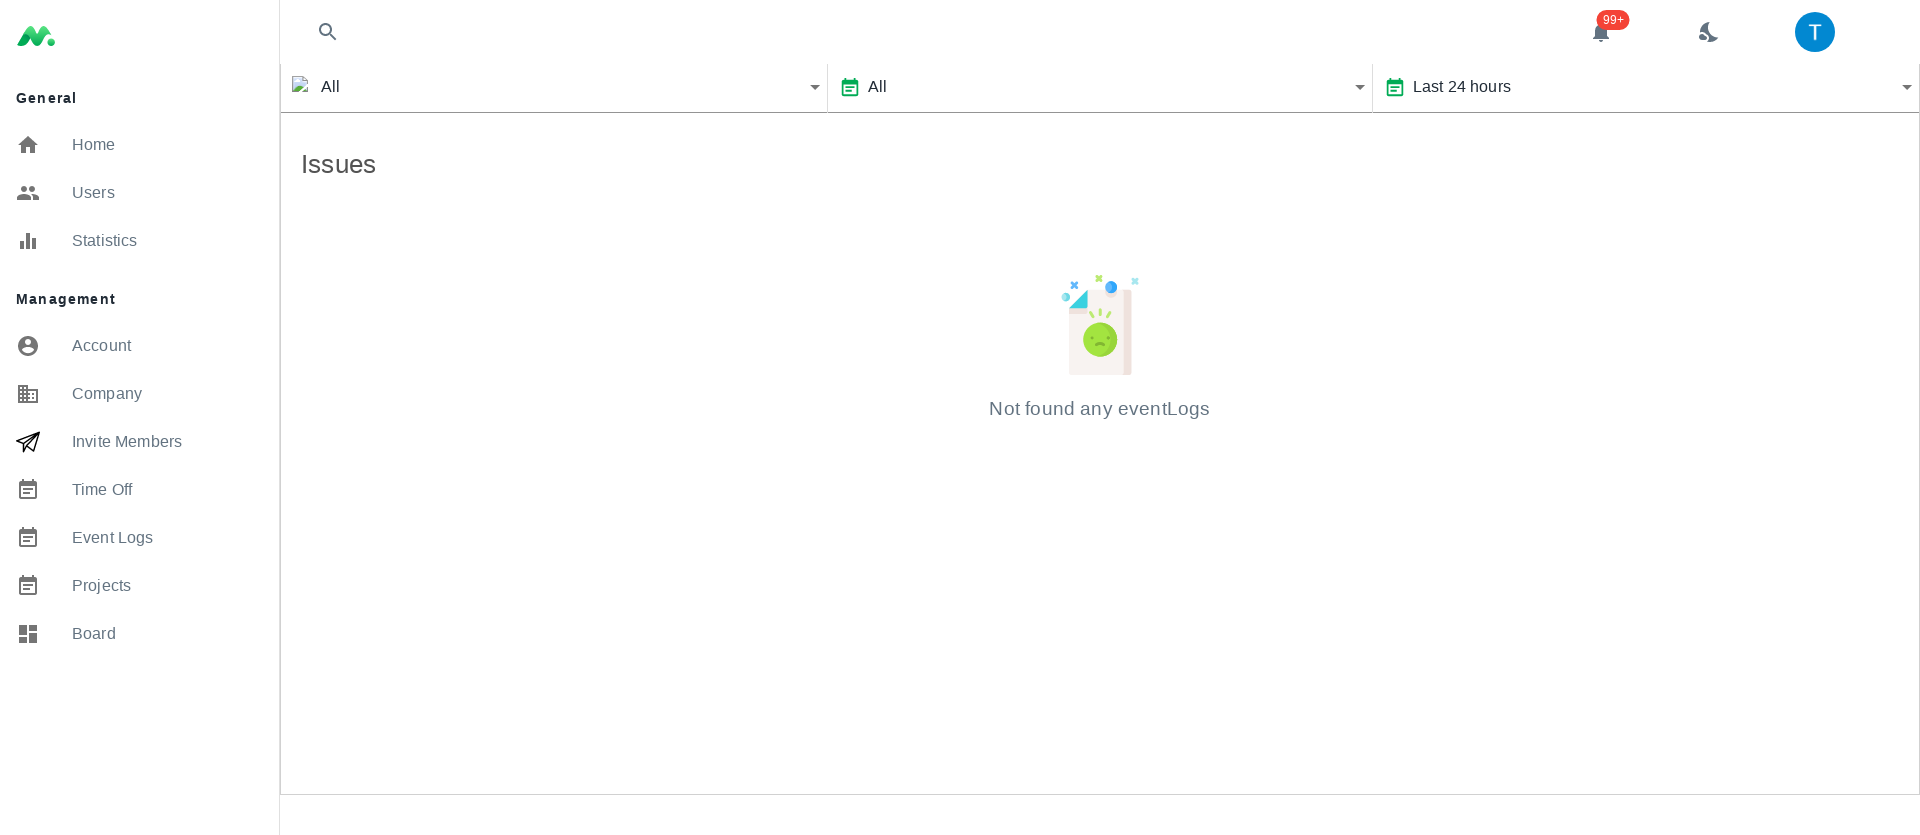 99+
T
General
Home
Users
Statistics
Management
Account
Company
Invite Members
Time Off
Event Logs
Projects
Board
All
All
Last 24 hours
Issues
Not found any eventLogs